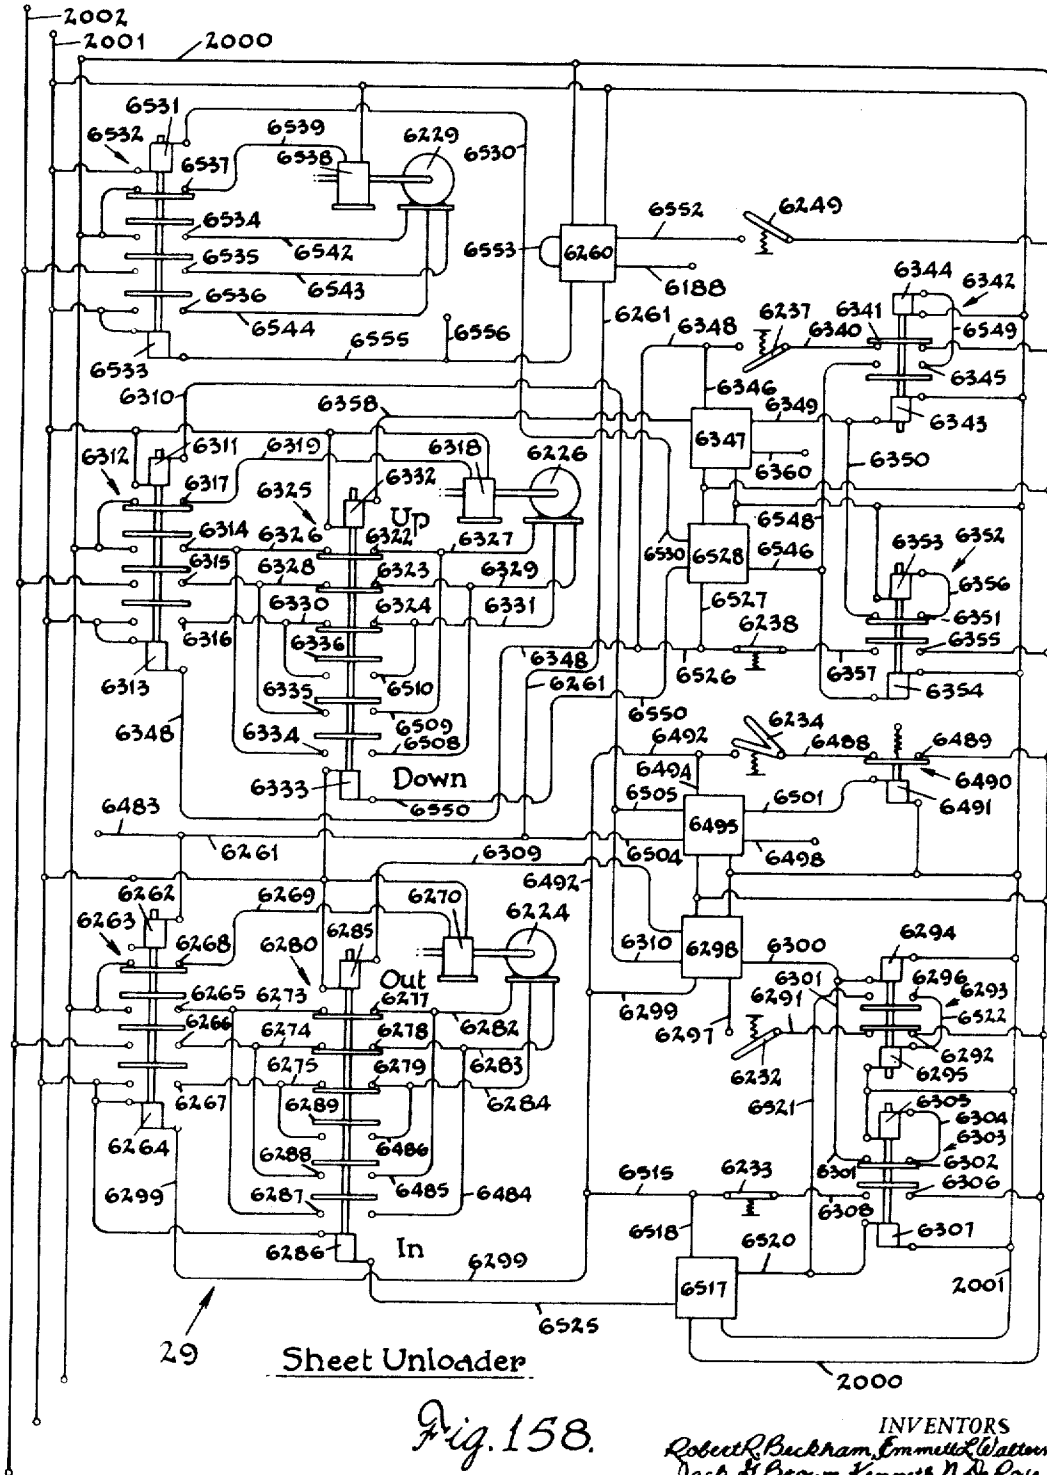 2002
2001 2000
6531
6532 6539 6229
6537 6538 6530
6534 6552 6249
6542 6553 6260
6535 6344 6342
6543 6188
6536 6237 6341
6544 6556 6261 6348 6340 6549
6533 6555 6345
6310 6358 6346
6349 6343
6311 6319 6318 6347
6312 6317 6332 6226 6360 6350
6325 Up 6548
6314 6326 6322 6327 6530 6528 6546 6353 6352
6315 6328 6323 6329 6356
6330 6324 6331 6527 6351
6316 6336 6238 6355
6313 6348 6526 6357
6335 6510 6261 6354
6509 6550 6234
6348 6334 6508 6492 6488 6489
6494 6490
6333 Down 6505 6501 6491
6483 6550 6495
6261 6309 6504 6498
6492
6262 6269 6270 6224
6263 6285 6310 6298 6300 6294
6268 6280 Out 6301 6296
6265 6273 6277 6299 6291 6293
6266 6282 6297 6522
6274 6278 6292
6275 6279 6283 6232 6295
6267 6289 6284 6521 6305
6264 6486 6304
6303
6288 6301 6302
6299 6485 6515 6233 6306
6287 6484 6308
6518
6286 In 6520 6307
6299
6517 2001
6525
29
Sheet Unloader
2000
Fig. 158.
INVENTORS
Robert R. Beckham, Emmett L. Walters